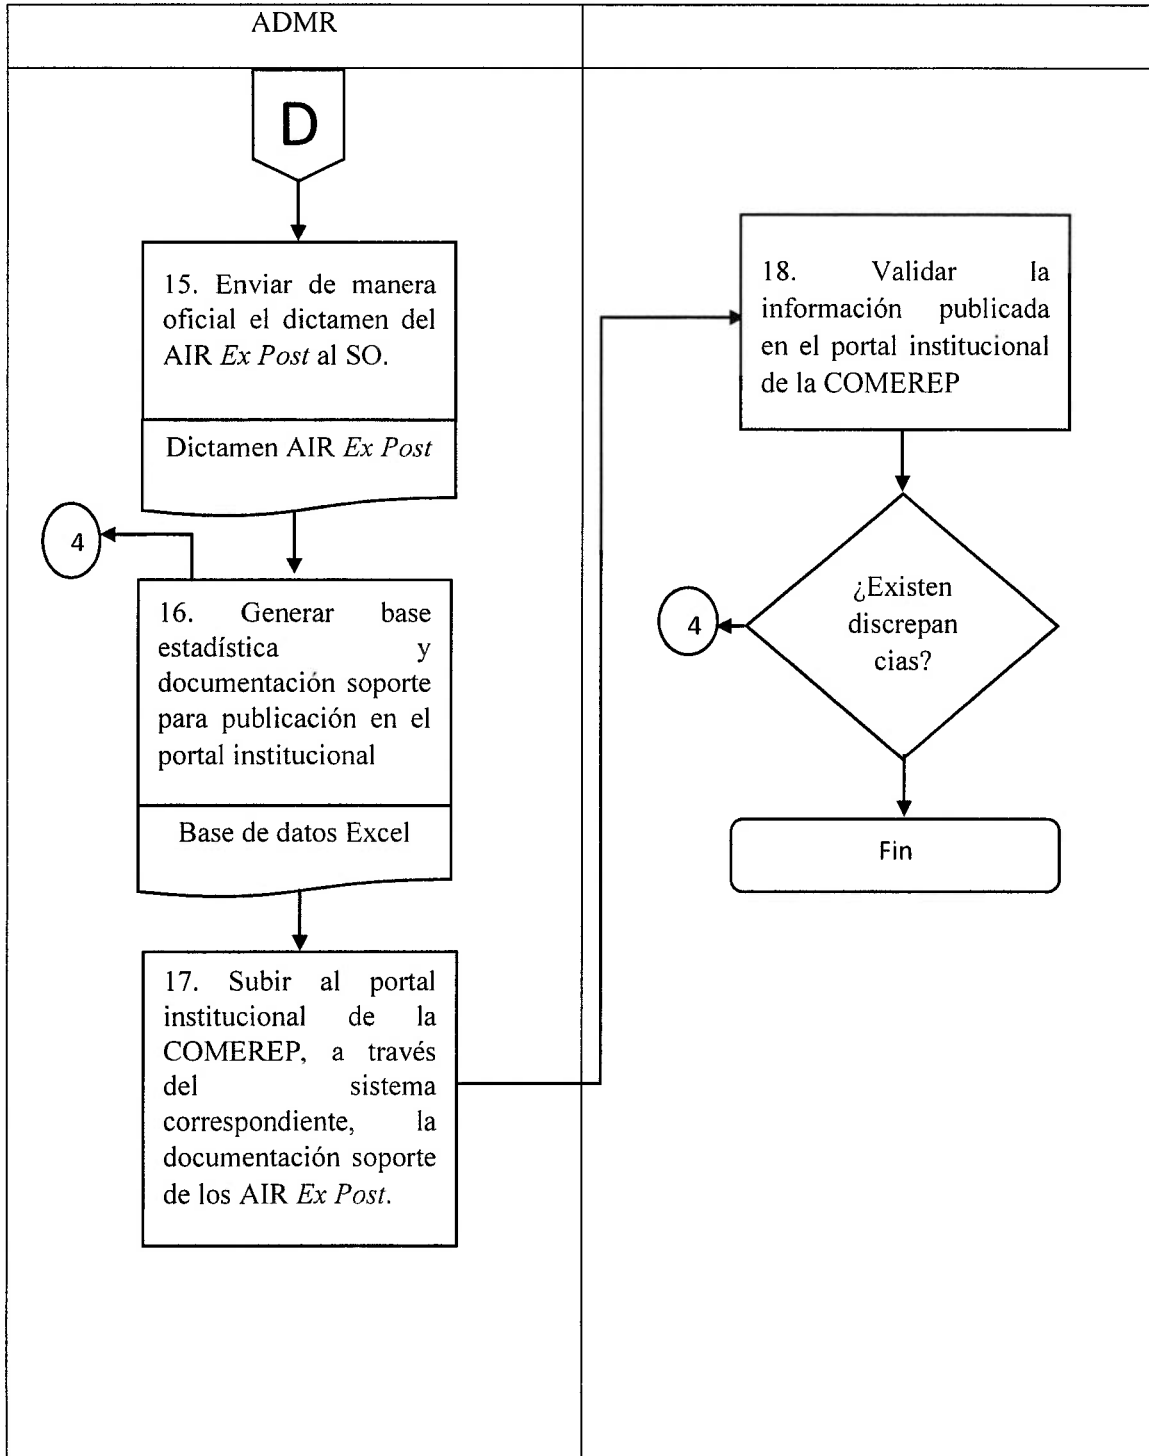 ADMR
D
15. Enviar de manera
oficial el dictamen del
AIR Ex Post al SO.
Dictamen AIR Ex Post
4
16. Generar base
estadística y
documentación soporte
para publicación en el
portal institucional
Base de datos Excel
17. Subir al portal
institucional de la
COMEREP, a través
del sistema
correspondiente, la
documentación soporte
de los AIR Ex Post.
18. Validar la
información publicada
en el portal institucional
de la COMEREP
¿Existen
discrepan
cias?
4
Fin